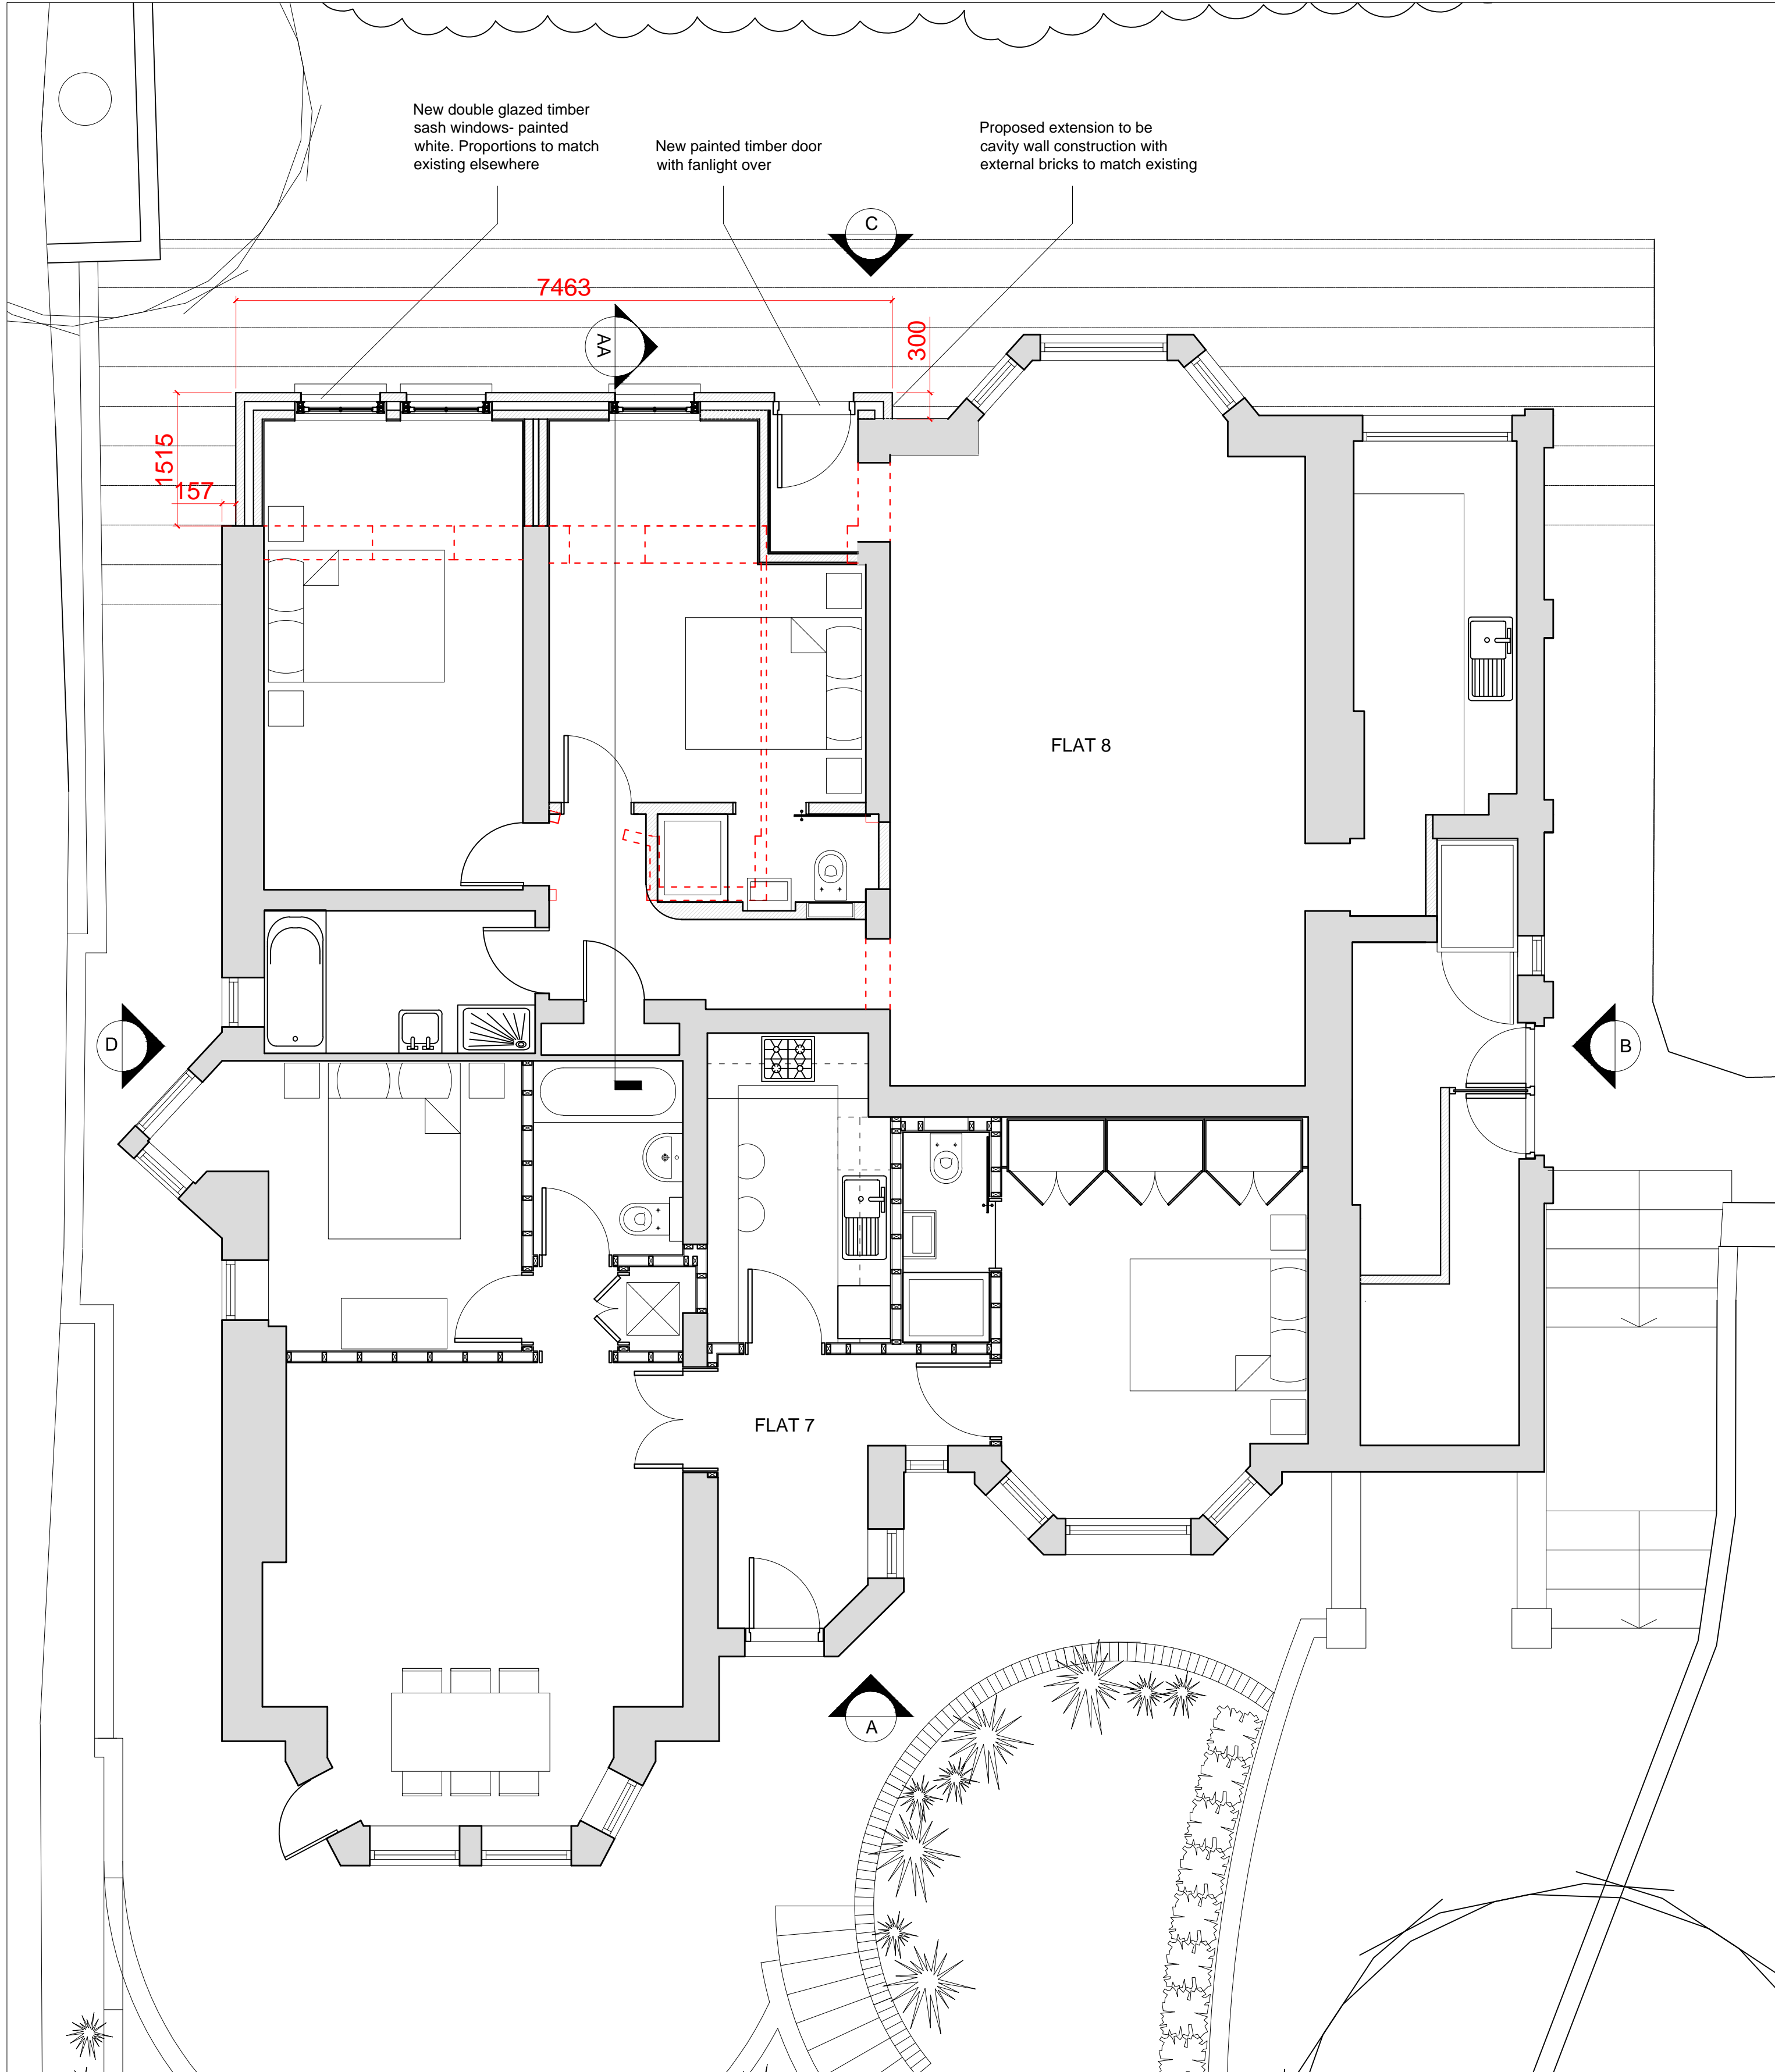 New double glazed timber
sash windows- painted
white. Proportions to match
existing elsewhere
New painted timber door
with fanlight over
Proposed extension to be
cavity wall construction with
external bricks to match existing
C
7463
AA
300
1515
157
FLAT 8
D
B
FLAT 7
A